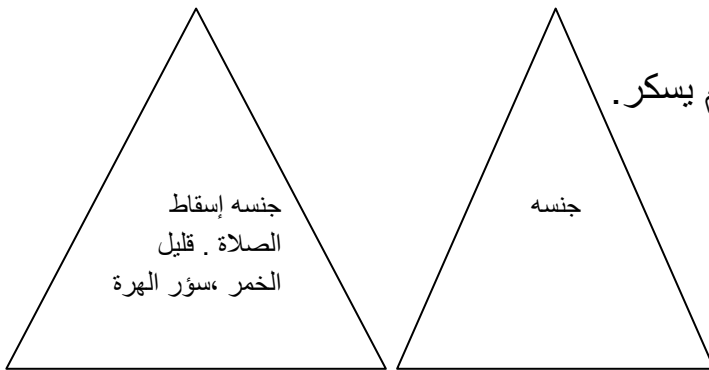 م يسكر .
جنسه
جنسه إسقاط
الصلاة . قليل
الخمر ،سؤر الهرة